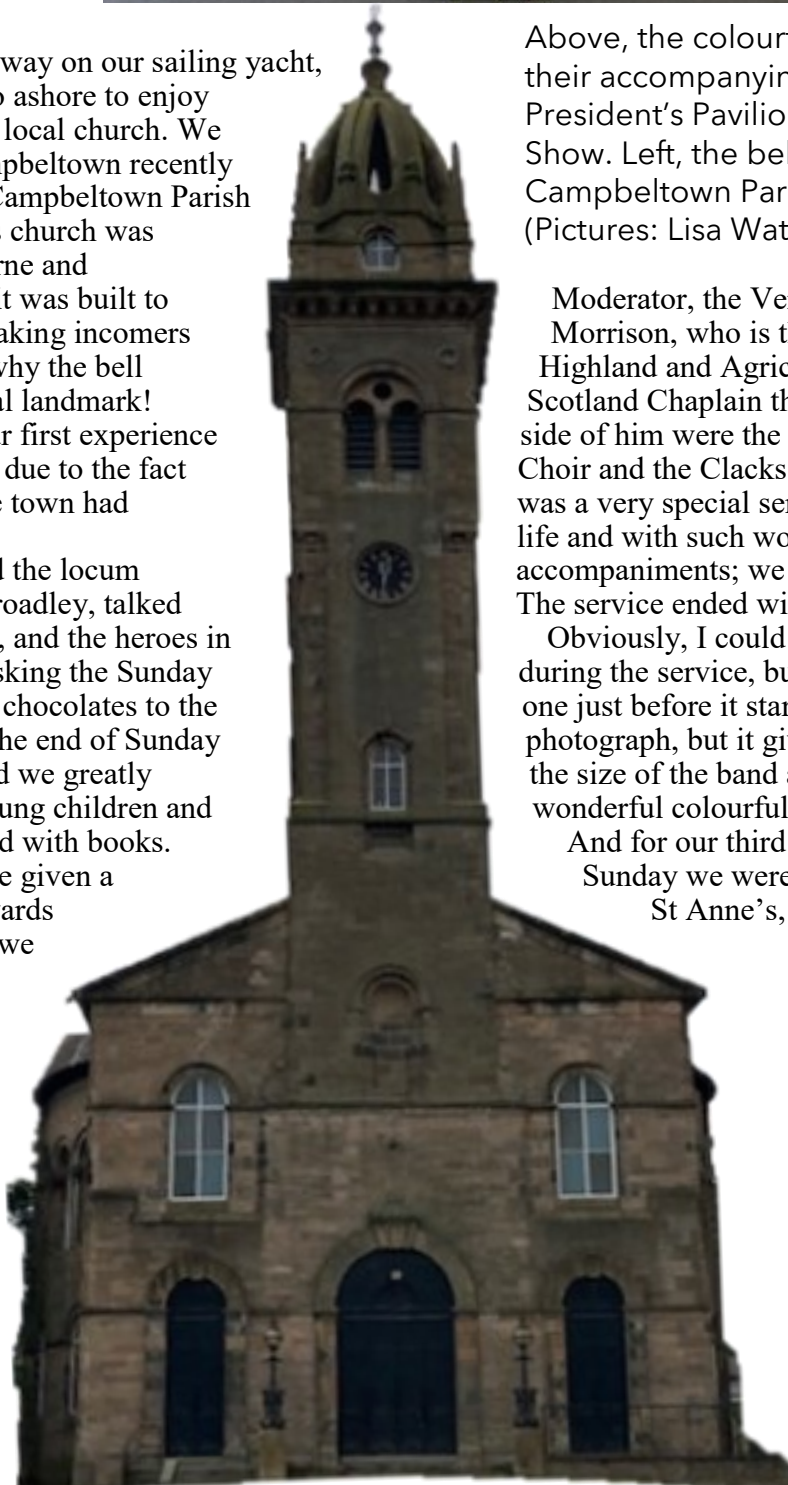 way on our sailing yacht,
ashore to enjoy
local church. We
pbeltown recently
Campbeltown Parish
church was
rne and
it was built to
aking incomers
why the bell
al landmark!
r first experience
due to the fact
e town had
d the locum
roadley, talked
, and the heroes in
sking the Sunday
chocolates to the
he end of Sunday
d we greatly
ung children and
d with books.
e given a
ards
we
Above, the colour
their accompanyin
President’s Pavilio
Show. Left, the bel
Campbeltown Par
(Pictures: Lisa Wat
Moderator, the Ve
Morrison, who is t
Highland and Agric
Scotland Chaplain th
side of him were the
Choir and the Clacks
was a very special ser
life and with such wo
accompaniments; we
The service ended wi
Obviously, I could
during the service, bu
one just before it star
photograph, but it gi
the size of the band
wonderful colourful
And for our third
Sunday we were
St Anne’s,